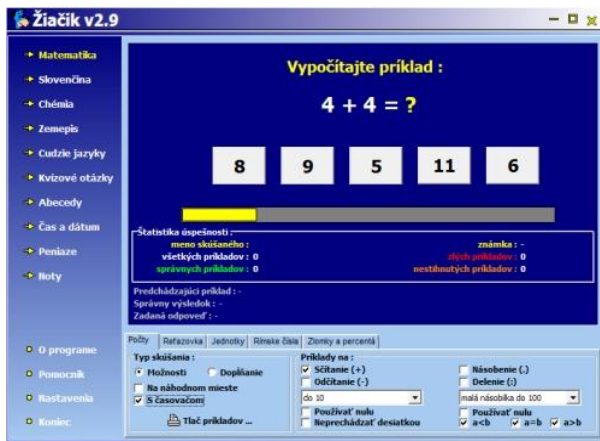 Žiačik v2.9
Matematika
Slovenčina
Chémia
Zemepis
Cudzie jazyky
Kvízové otázky
Abecedy
Čas a dátum
Peniaze
Noty
O programe
Pomocník
Nastavenia
Koniec
Vypočítajte príklad :
4 + 4 = ?
8 9 5 11 6
Štatistika úspešnosti :
meno skúšaného : známka : -
všetkých príkladov : 0 zlých príkladov : 0
správnych príkladov : 0 nestihnutých príkladov : 0
Predchádzajúci príklad : -
Správny výsledok : -
Zadaná odpoveď : -
Počty Reťazovka Jednotky Rímske čísla Zlomky a percentá
Typ skúšania :
Možnosti Dopĺňanie
Na náhodnom mieste
S časovačom
Tlač príkladov ...
Príklady na :
Sčítanie (+) Násobenie (.)
Odčítanie (-) Delenie (:)
do 10 malá násobilka do 100
Používať nulu Používať nulu
Neprechádzať desiatkou a<b a=b a>b